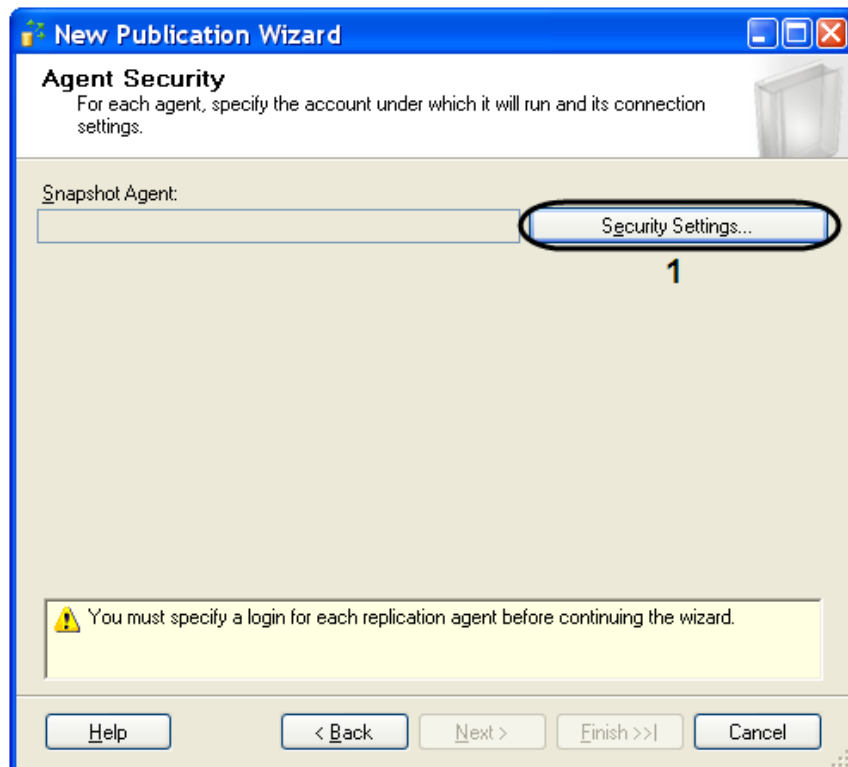 New Publication Wizard
Agent Security
For each agent, specify the account under which it will run and its connection
settings.
Snapshot Agent:
Security Settings...
1
You must specify a login for each replication agent before continuing the wizard.
Help
< Back
Next >
Finish >>|
Cancel